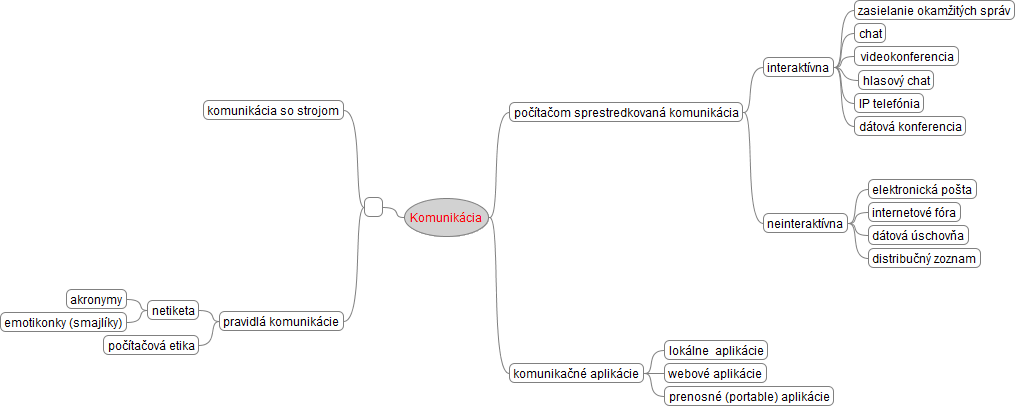 Komunikácia
komunikácia so strojom
pravidlá komunikácie
netiketa
akronymy
emotikonky (smajlíky)
počítačová etika
počítačom sprestredkovaná komunikácia
interaktívna
zasielanie okamžitých správ
chat
videokonferencia
hlasový chat
IP telefónia
dátová konferencia
neinteraktívna
elektronická pošta
internetové fóra
dátová úschovňa
distribučný zoznam
komunikačné aplikácie
lokálne  aplikácie
webové aplikácie
prenosné (portable) aplikácie